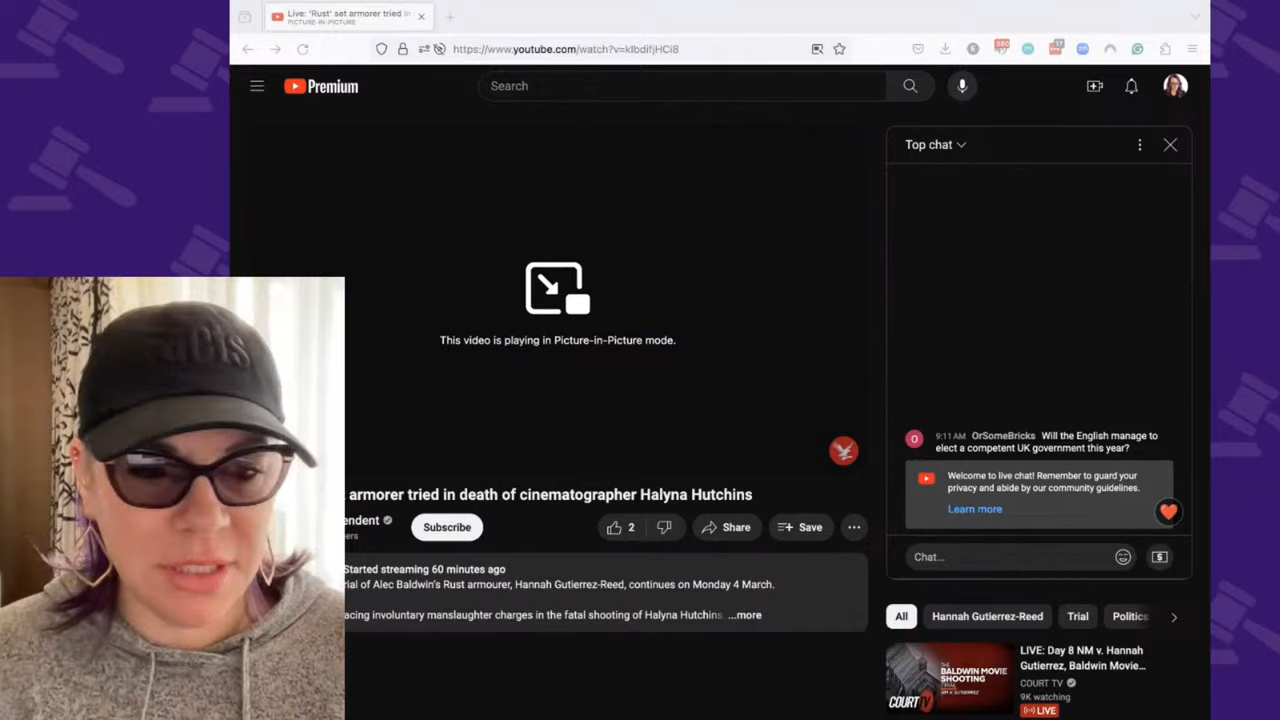 Live: 'Rust' set armorer tried in
PICTURE-IN-PICTURE
https://www.youtube.com/watch?v=kIbdifjHCi8
380
17
Premium
Search
Top chat
This video is playing in Picture-in-Picture mode.
O
9:11 AM OrSomeBricks Will the English manage to
elect a competent UK government this year?
Welcome to live chat! Remember to guard your
privacy and abide by our community guidelines.
Learn more
armorer tried in death of cinematographer Halyna Hutchins
endent
ers
Subscribe
2
Share
Save
Chat...
Started streaming 60 minutes ago
rial of Alec Baldwin's Rust armourer, Hannah Gutierrez-Reed, continues on Monday 4 March.
acing involuntary manslaughter charges in the fatal shooting of Halyna Hutchins ...more
All
Hannah Gutierrez-Reed
Trial
Politics
THE
BALDWIN MOVIE
SHOOTING
COURT TV
LIVE: Day 8 NM v. Hannah
Gutierrez, Baldwin Movie...
COURT TV
9K watching
LIVE